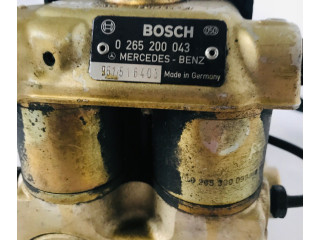 BOSCH
0 265 200 043
MERCEDES-BENZ
Made in Germany